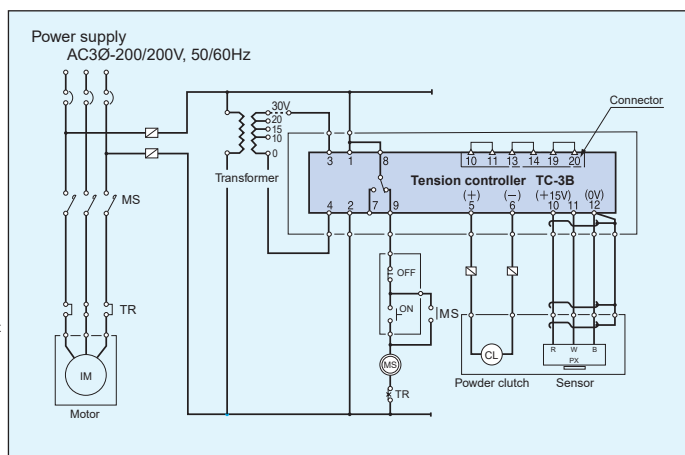 Power supply
AC3Ø-200/200V, 50/60Hz
Connector
30V
20
15
10
0
Transformer
3 1 8 10 11 13 14 19 20
Tension controller TC-3B
(+) (−) (+15V) (0V)
4 2 7 9 5 6 10 11 12
MS
OFF
ON
MS
TR
MS
TR
CL
R W B
PX
IM
Powder clutch Sensor
Motor